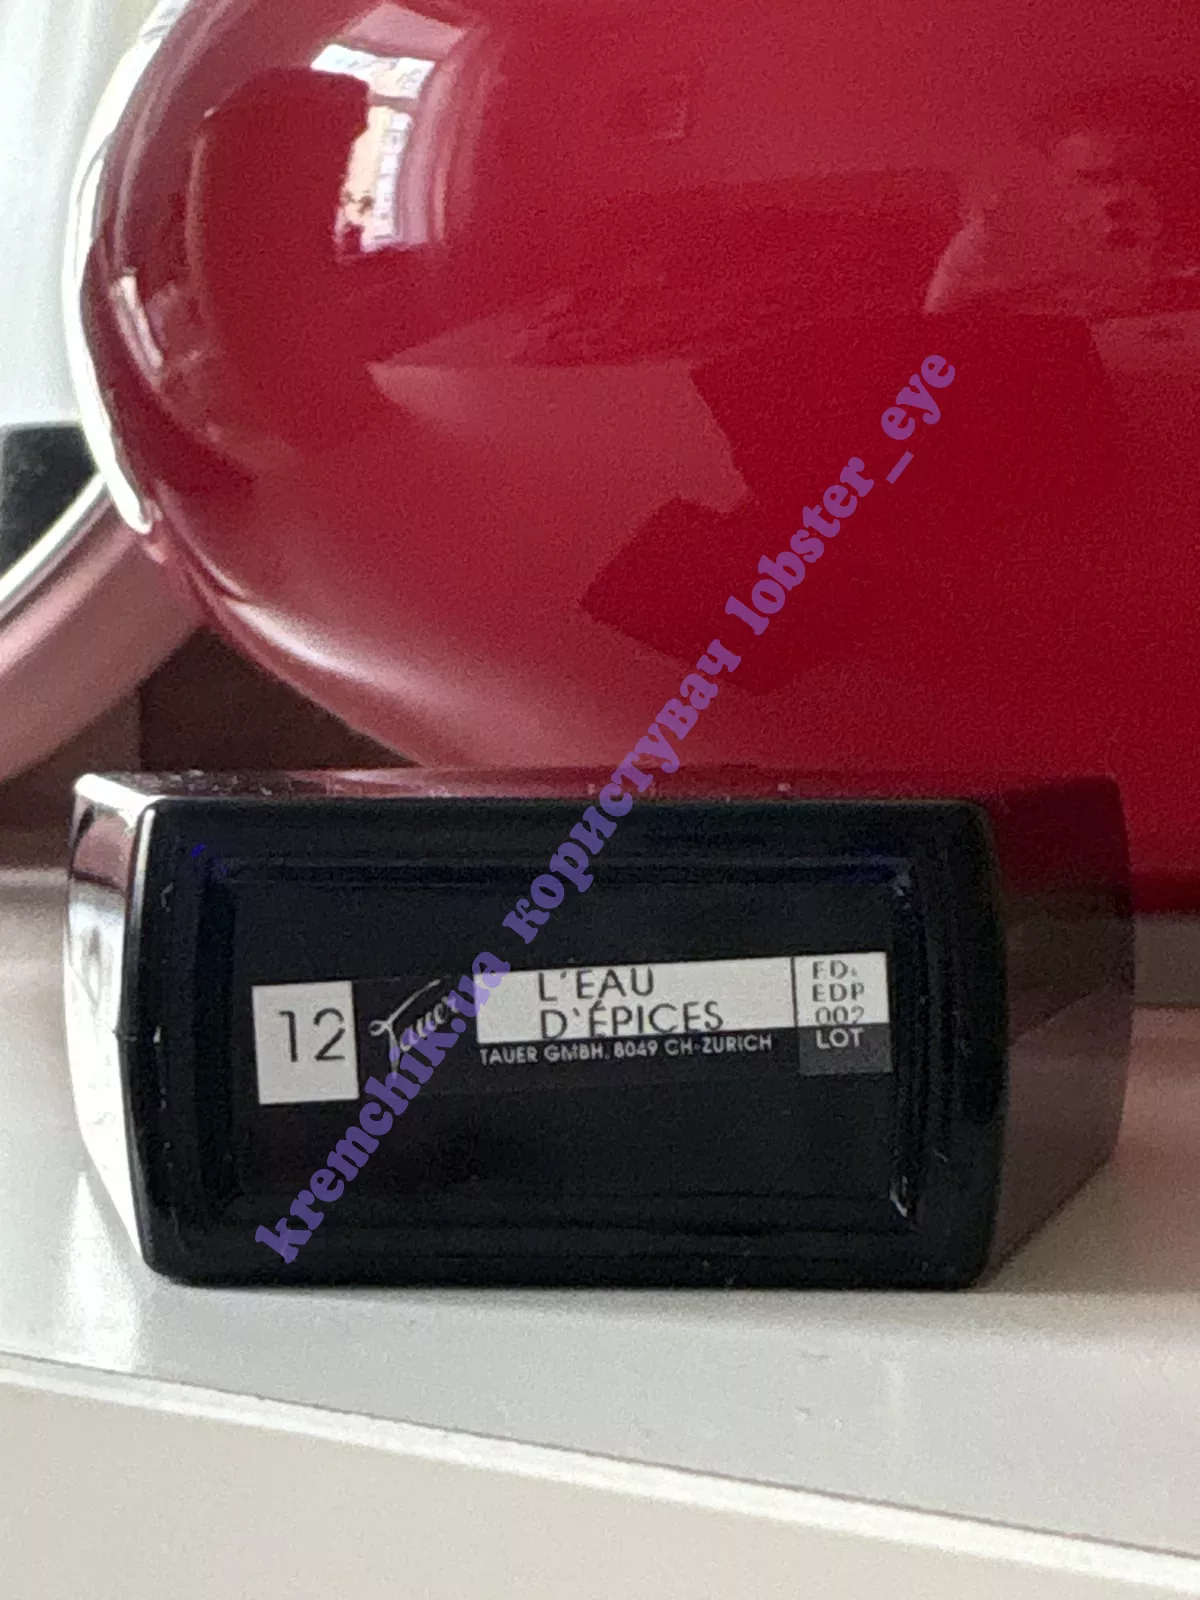 12
Tauer
L'EAU
D'ÉPICES
TAUER GMBH. 8049 CH-ZURICH
ED.
EDP
002
LOT
kremchik.ua користувач lobster_eye